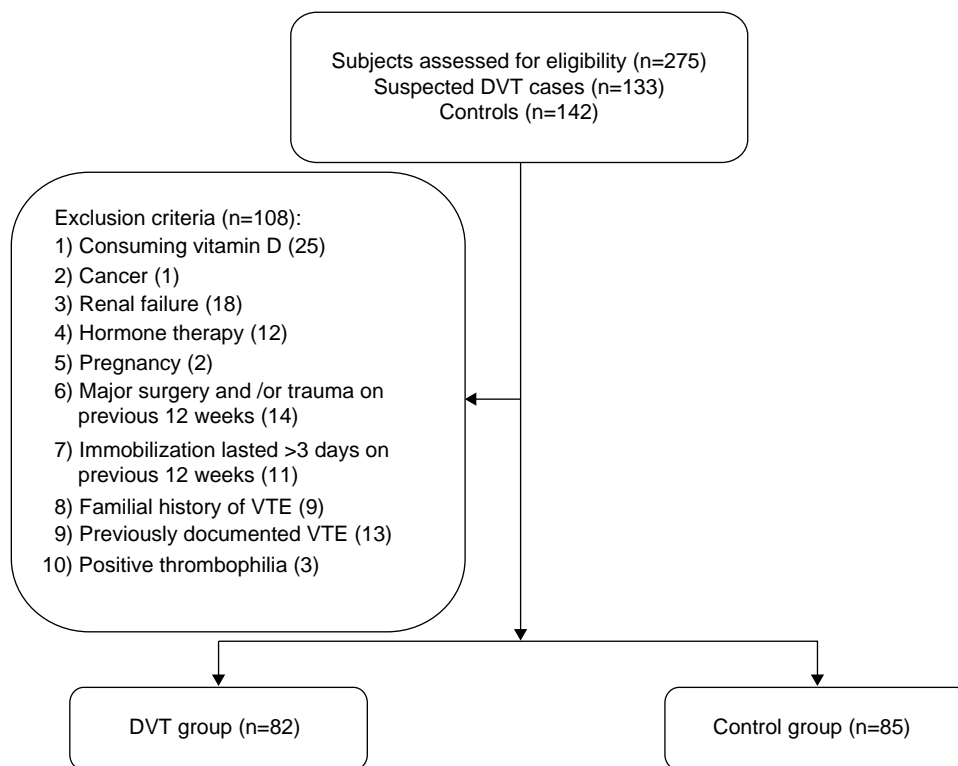 Subjects assessed for eligibility (n=275)
Suspected DVT cases (n=133)
Controls (n=142)
Exclusion criteria (n=108):
1) Consuming vitamin D (25)
2) Cancer (1)
3) Renal failure (18)
4) Hormone therapy (12)
5) Pregnancy (2)
6) Major surgery and /or trauma on
previous 12 weeks (14)
7) Immobilization lasted >3 days on
previous 12 weeks (11)
8) Familial history of VTE (9)
9) Previously documented VTE (13)
10) Positive thrombophilia (3)
DVT group (n=82)
Control group (n=85)